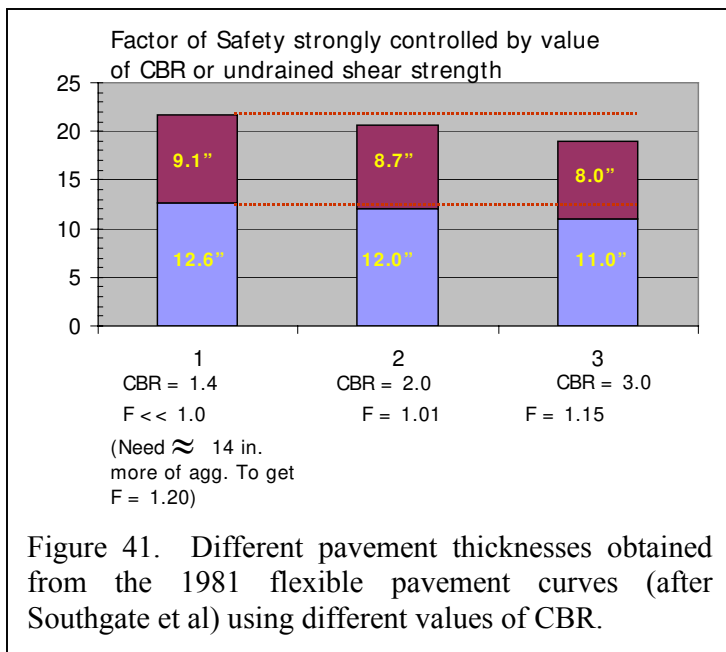 Factor of Safety strongly controlled by value
of CBR or undrained shear strength
25
20
15
10
5
0
9.1”
12.6”
8.7”
12.0”
8.0”
11.0”
1
2
3
CBR = 1.4
CBR = 2.0
CBR = 3.0
F << 1.0
F = 1.01
F = 1.15
(Need ≈ 14 in.
more of agg. To get
F = 1.20)
Figure 41. Different pavement thicknesses obtained
from the 1981 flexible pavement curves (after
Southgate et al) using different values of CBR.